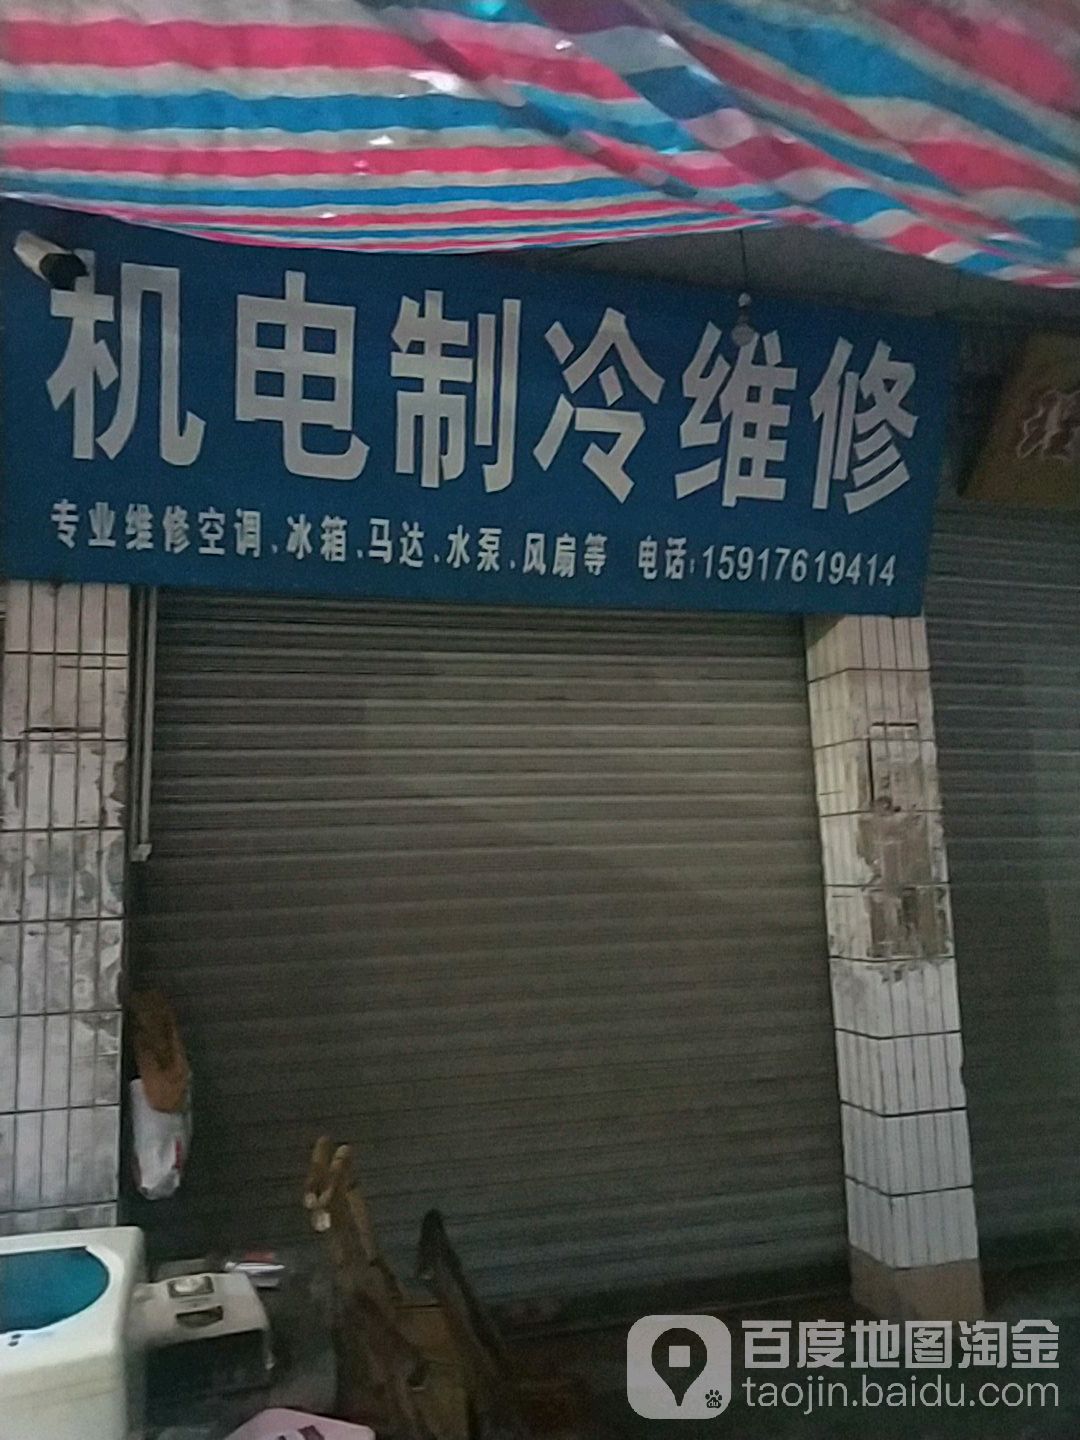 机电制冷维修
专业维修空调、冰箱、马达、水泵、风扇等 电话:15917619414
百度地图淘金
taojin.baidu.com